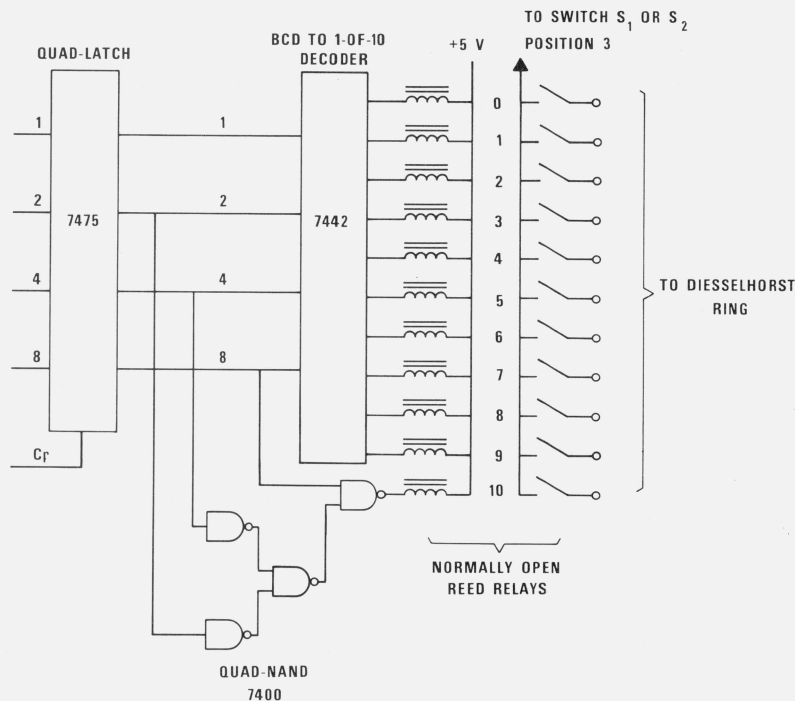 TO SWITCH S1 OR S2
POSITION 3
+5 V
QUAD-LATCH
BCD TO 1-OF-10
DECODER
7475
7442
1
2
4
8
Cr
1
2
4
8
0
1
2
3
4
5
6
7
8
9
10
TO DIESSELHORST
RING
NORMALLY OPEN
REED RELAYS
QUAD-NAND
7400